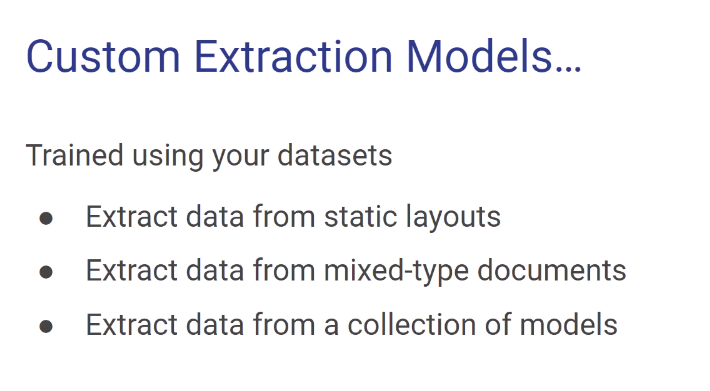 Custom Extraction Models...
Trained using your datasets
● Extract data from static layouts
● Extract data from mixed-type documents
● Extract data from a collection of models